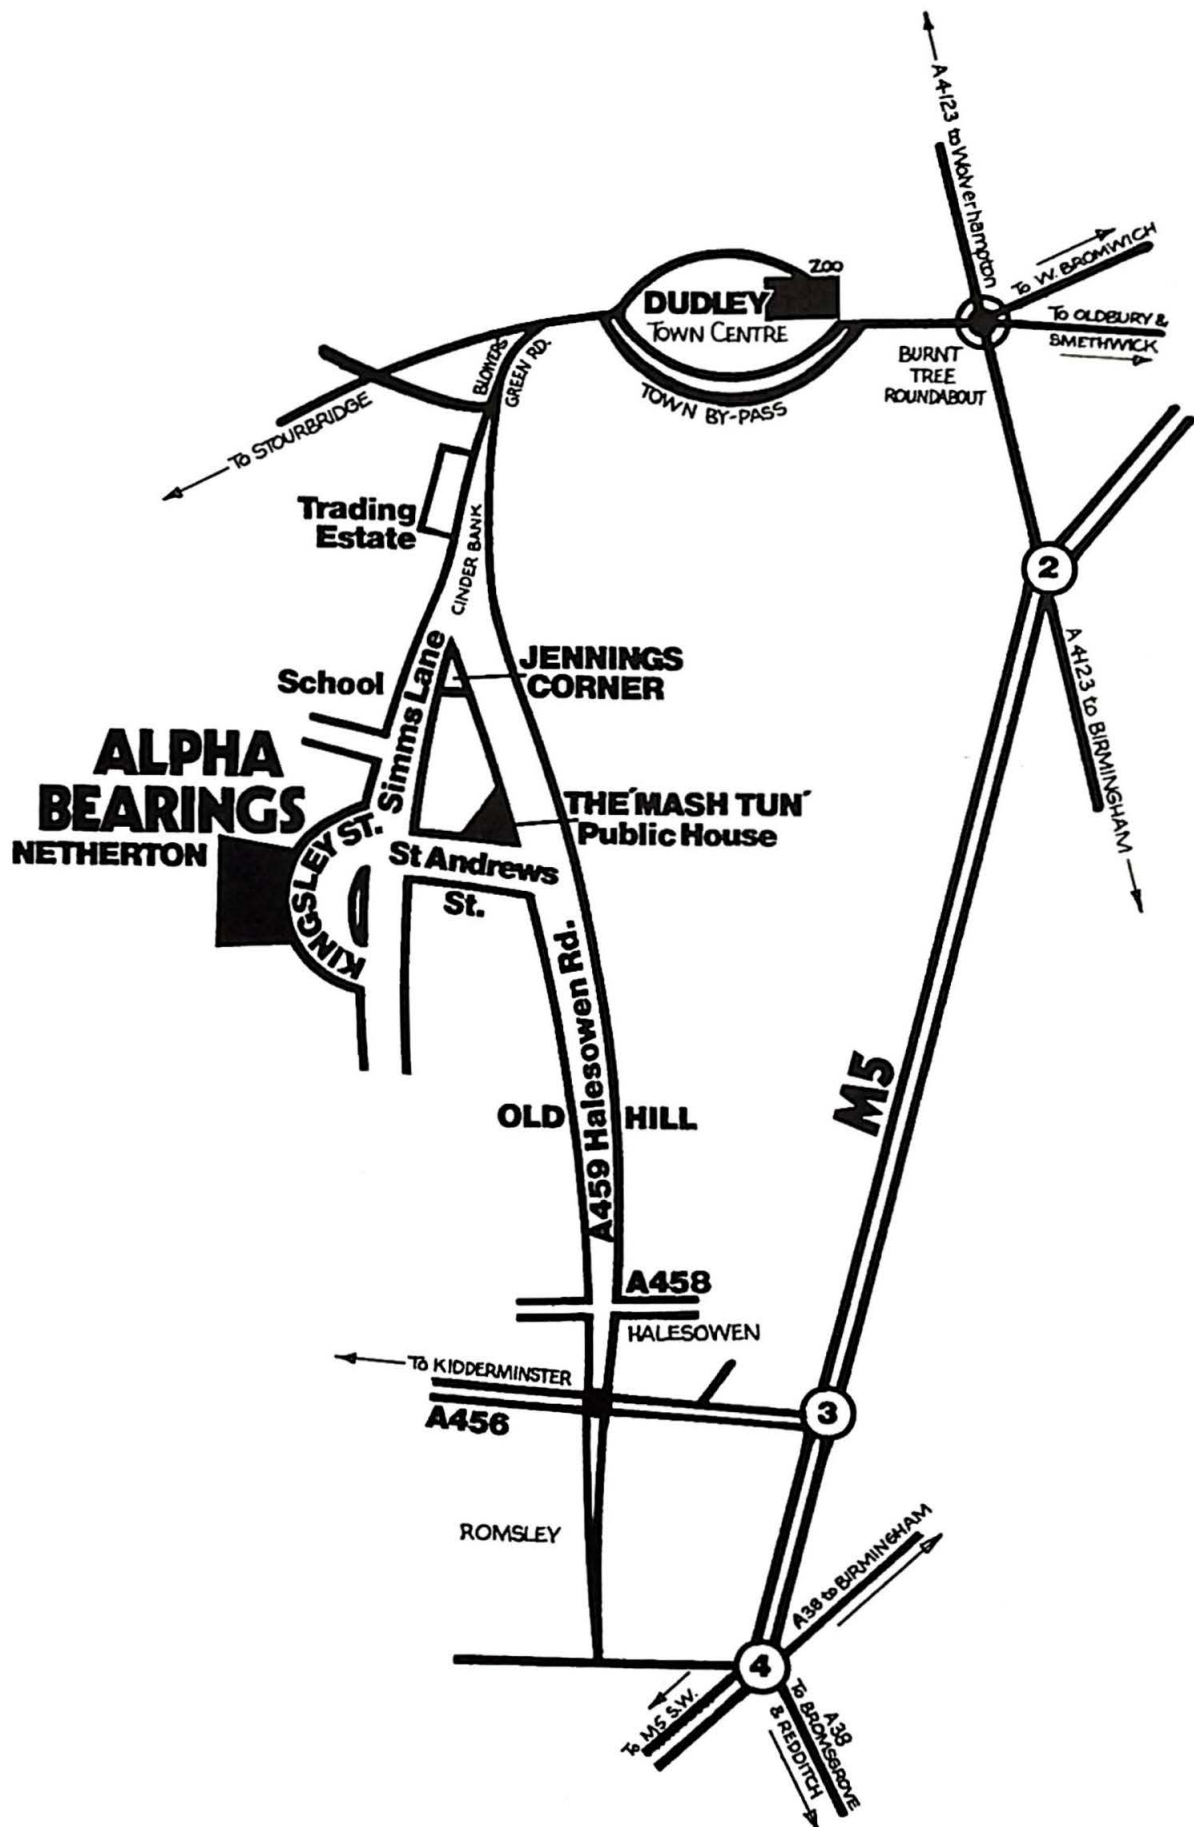 A4123 to Wolverhampton
To W. BROMWICH
ZOO
DUDLEY
TOWN CENTRE
To OLDBURY &
SMETHWICK
BURNT
TREE
ROUNDABOUT
BLOWERS
GREEN RD.
TOWN BY-PASS
To STOURBRIDGE
Trading
Estate
CINDER BANK
2
A4123 to BIRMINGHAM
School
Simms Lane
JENNINGS
CORNER
ALPHA
BEARINGS
NETHERTON
KINGSLEY ST.
THE 'MASH TUN'
Public House
St Andrews
St.
A459 Halesowen Rd.
M5
OLD HILL
A458
HALESOWEN
To KIDDERMINSTER
A456
3
ROMSLEY
A38 to BIRMINGHAM
4
To M5 S.W.
A38
To BROMSGROVE
& REDDITCH